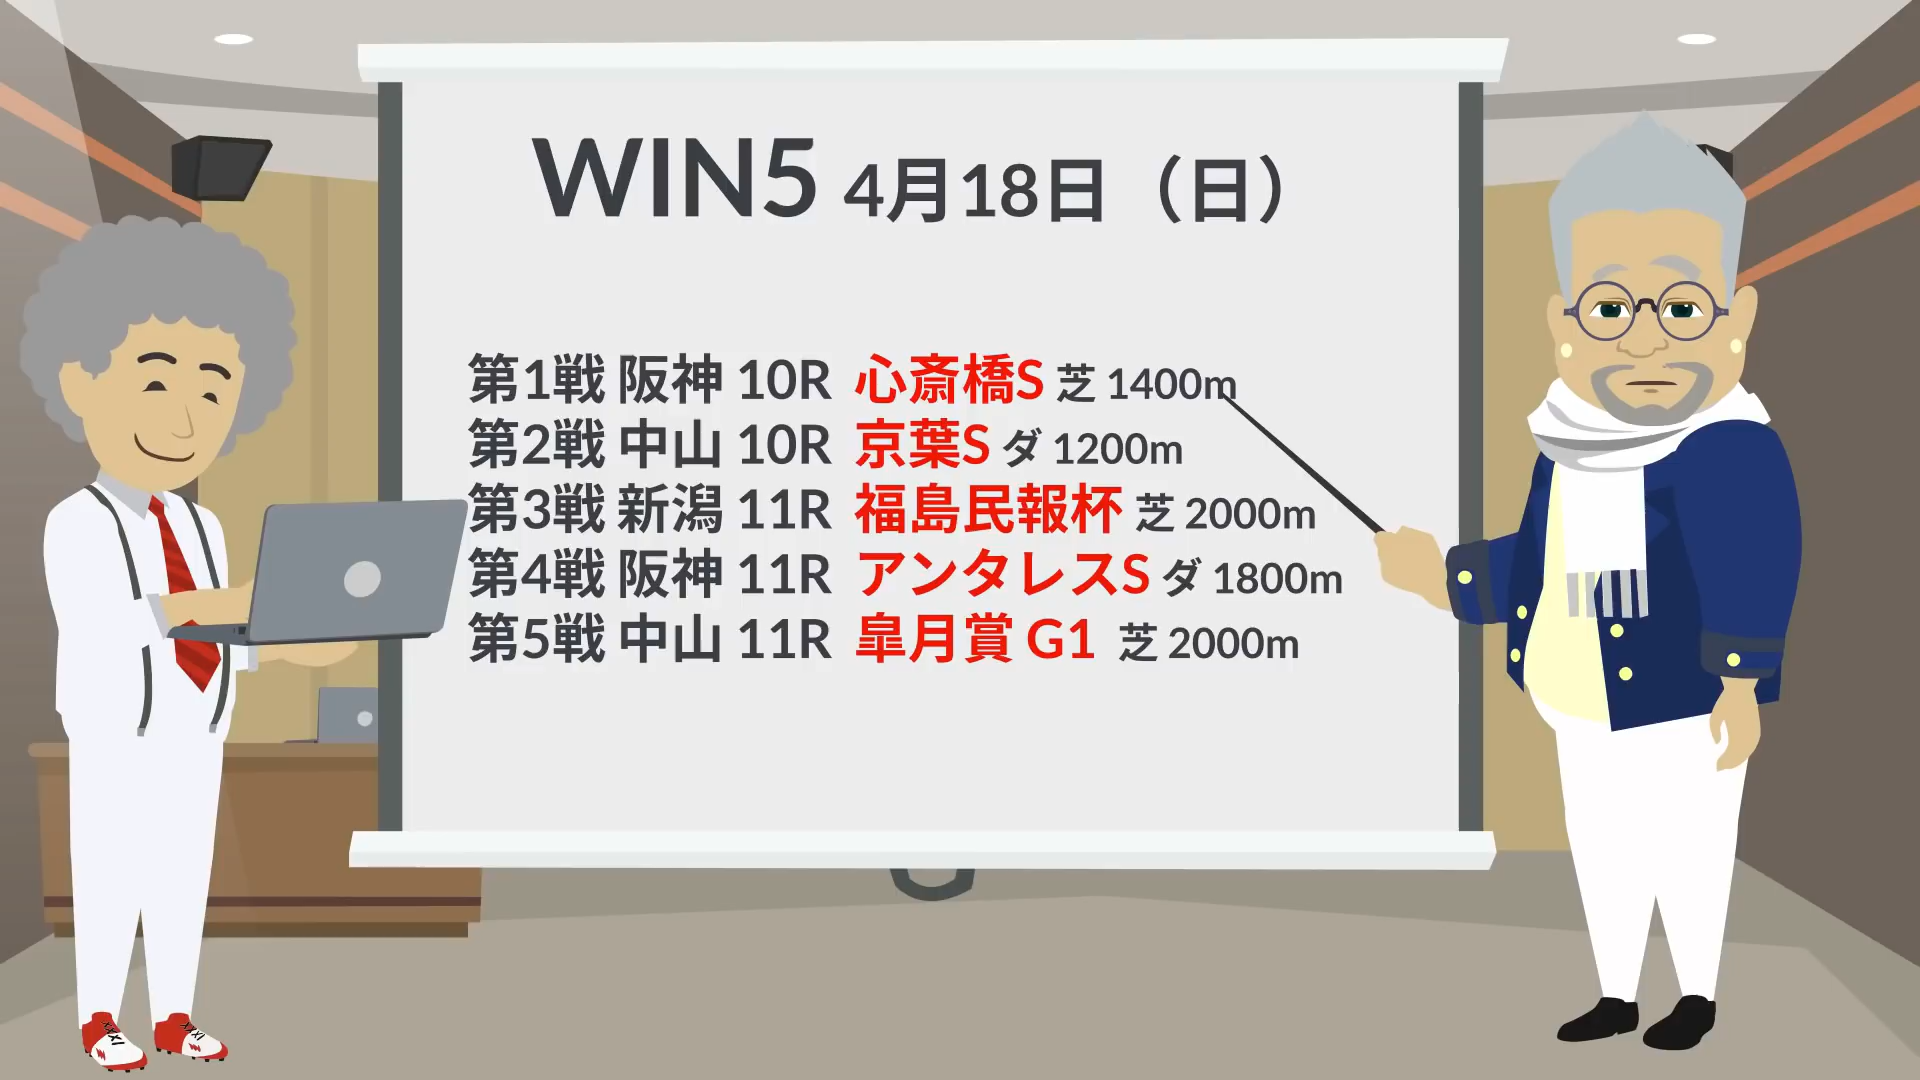 WIN5 4月18日（日）
第1戦 阪神 10R 心斎橋S 芝 1400m
第2戦 中山 10R 京葉S ダ 1200m
第3戦 新潟 11R 福島民報杯 芝 2000m
第4戦 阪神 11R アンタレスS ダ 1800m
第5戦 中山 11R 皐月賞 G1 芝 2000m